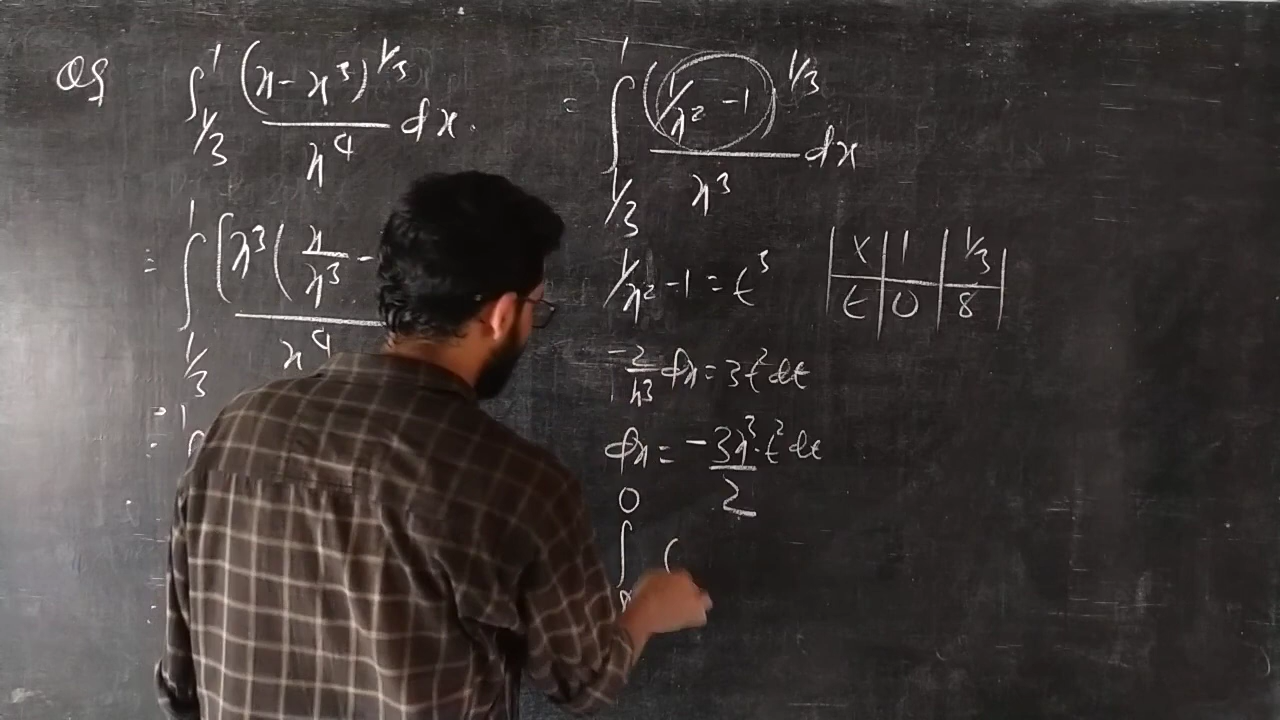 Q9 ∫_{1/3}^{1} (x-x³)^{1/3} / x⁴ dx.
= ∫_{1/3}^{1} [x³(x/x³ - / x⁴
= ∫_{1/3}^{1} (1/x² -1)^{1/3} / x³ dx
1/x² -1 = t³
x | 1 | 1/3
t | 0 | 8
-2/x³ dx = 3t² dt
dx = -3x³/2 . t² dt
∫_{8}^{0} (